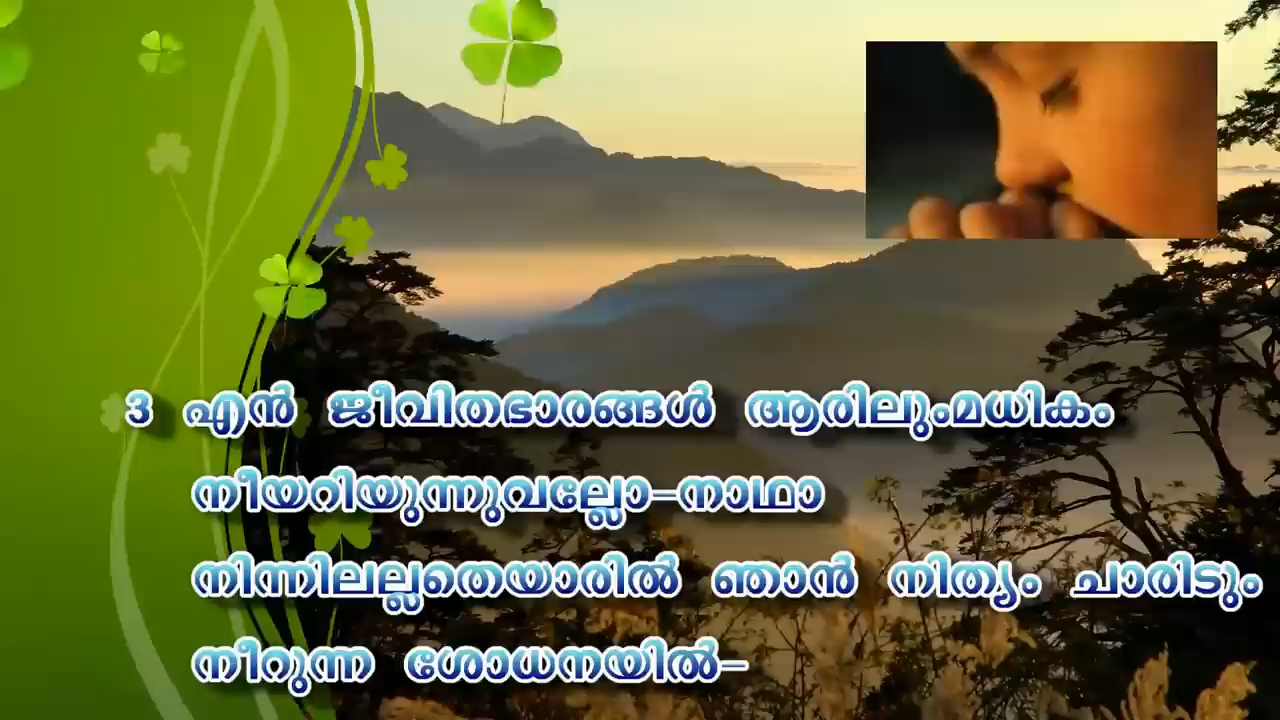 3 എൻ ജീവിതഭാരങ്ങൾ ആരിലുംമധികം
നീയറിയുന്നുവല്ലോ-നാഥാ
നിന്നിലല്ലതെയാരിൽ ഞാൻ നിത്യം ചാരിടും
നീറുന്ന ശോധനയിൽ-